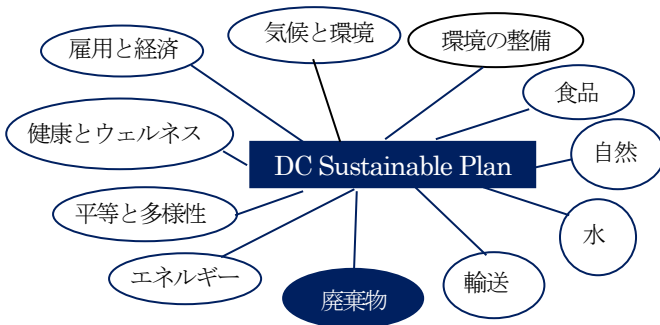 気候と環境
環境の整備
雇用と経済
食品
健康とウェルネス
自然
DC Sustainable Plan
平等と多様性
水
エネルギー
廃棄物
輸送